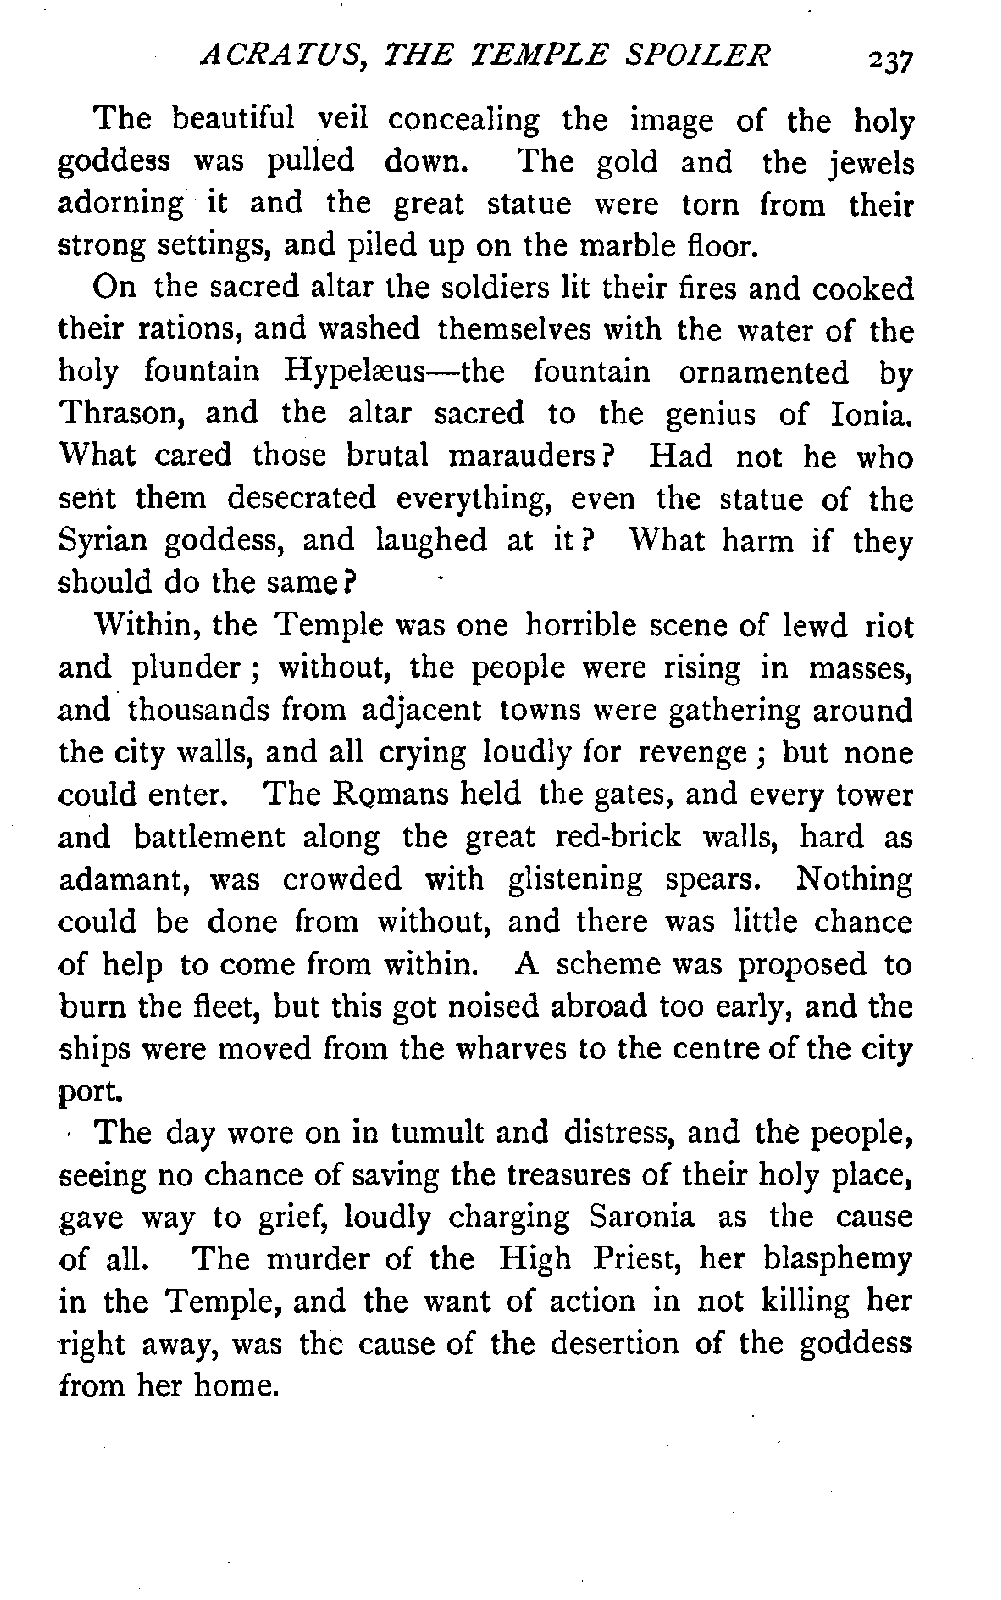 ACRATUS, THE TEMPLE SPOILER 237
The beautiful veil concealing the image of the holy
goddess was pulled down. The gold and the jewels
adorning it and the great statue were torn from their
strong settings, and piled up on the marble floor.
On the sacred altar the soldiers lit their fires and cooked
their rations, and washed themselves with the water of the
holy fountain Hypelæus—the fountain ornamented by
Thrason, and the altar sacred to the genius of Ionia.
What cared those brutal marauders? Had not he who
sent them desecrated everything, even the statue of the
Syrian goddess, and laughed at it? What harm if they
should do the same?
Within, the Temple was one horrible scene of lewd riot
and plunder; without, the people were rising in masses,
and thousands from adjacent towns were gathering around
the city walls, and all crying loudly for revenge; but none
could enter. The Romans held the gates, and every tower
and battlement along the great red-brick walls, hard as
adamant, was crowded with glistening spears. Nothing
could be done from without, and there was little chance
of help to come from within. A scheme was proposed to
burn the fleet, but this got noised abroad too early, and the
ships were moved from the wharves to the centre of the city
port.
The day wore on in tumult and distress, and the people,
seeing no chance of saving the treasures of their holy place,
gave way to grief, loudly charging Saronia as the cause
of all. The murder of the High Priest, her blasphemy
in the Temple, and the want of action in not killing her
right away, was the cause of the desertion of the goddess
from her home.